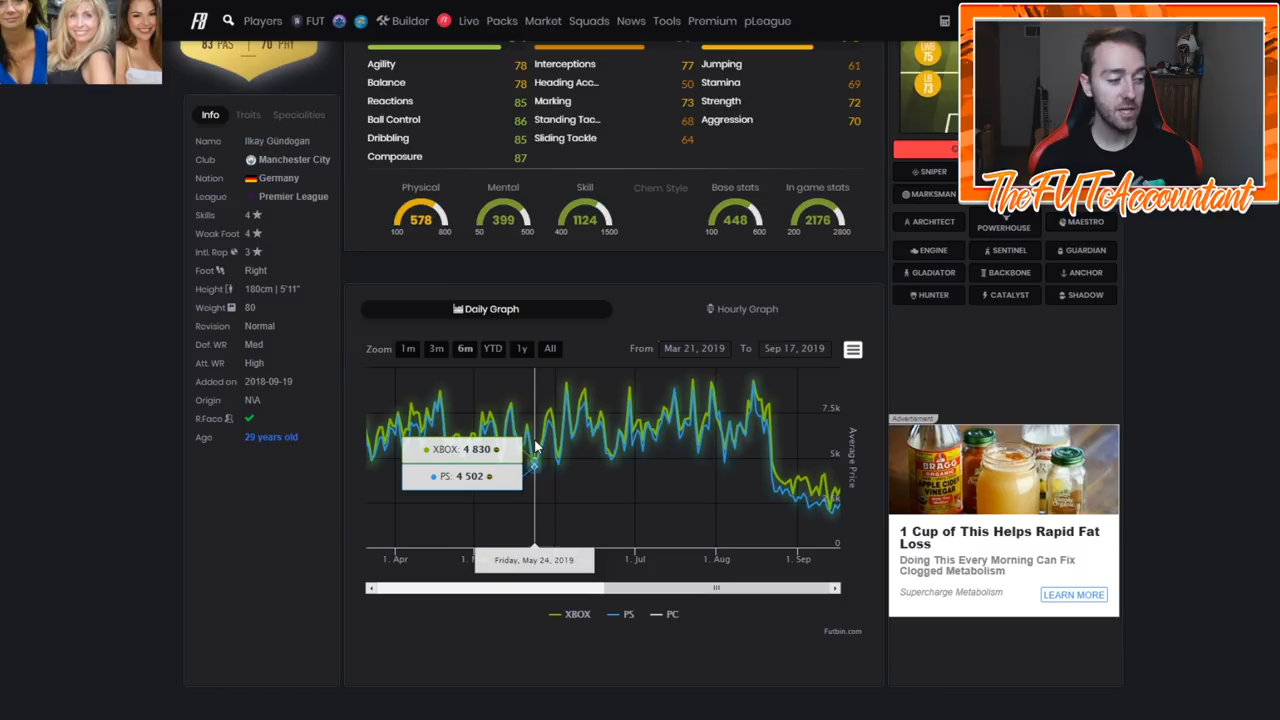 FB Players FUT Builder Live Packs Market Squads News Tools Premium pLeague
83 PAS 70 PHY
Info Traits Specialities
Name Ilkay Gündogan
Club Manchester City
Nation Germany
League Premier League
Skills 4 ★
Weak Foot 4 ★
Intl. Rep 3 ★
Foot Right
Height 180cm | 5'11"
Weight 80
Revision Normal
Def. WR Med
Att. WR High
Added on 2018-09-19
Origin N\A
R.Face
Age 29 years old
Agility 78
Balance 78
Reactions 85
Ball Control 86
Dribbling 85
Composure 87
Interceptions 77
Heading Acc... 50
Marking 73
Standing Tac... 68
Sliding Tackle 64
Jumping 61
Stamina 69
Strength 72
Aggression 70
Physical Mental Skill Chem. Style Base stats In game stats
578 399 1124 448 2176
100 800 50 500 400 1500 100 600 200 2800
Daily Graph Hourly Graph
Zoom 1m 3m 6m YTD 1y All From Mar 21, 2019 To Sep 17, 2019
7.5k
5k
0
Average Price
XBOX: 4 830
PS: 4 502
1. Apr 1. Jul 1. Aug 1. Sep
Friday, May 24, 2019
XBOX PS PC
Futbin.com
LWB
75
LB
73
TheFUTAccountant
SNIPER
MARKSMAN
ARCHITECT POWERHOUSE MAESTRO
ENGINE SENTINEL GUARDIAN
GLADIATOR BACKBONE ANCHOR
HUNTER CATALYST SHADOW
Advertisement
BRAGG
ORGANIC
APPLE CIDER
VINEGAR
1 Cup of This Helps Rapid Fat
Loss
Doing This Every Morning Can Fix
Clogged Metabolism
Supercharge Metabolism
LEARN MORE